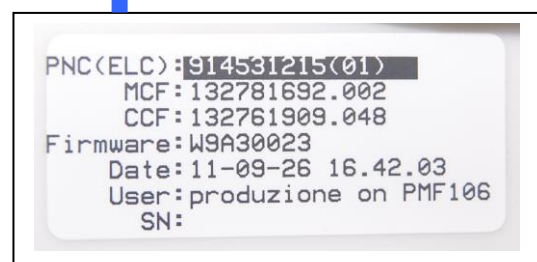 PNC(ELC):914531215(01)
MCF:132781692.002
CCF:132761909.048
Firmware:W9A30023
Date:11-09-26 16.42.03
User:produzione on PMF106
SN: